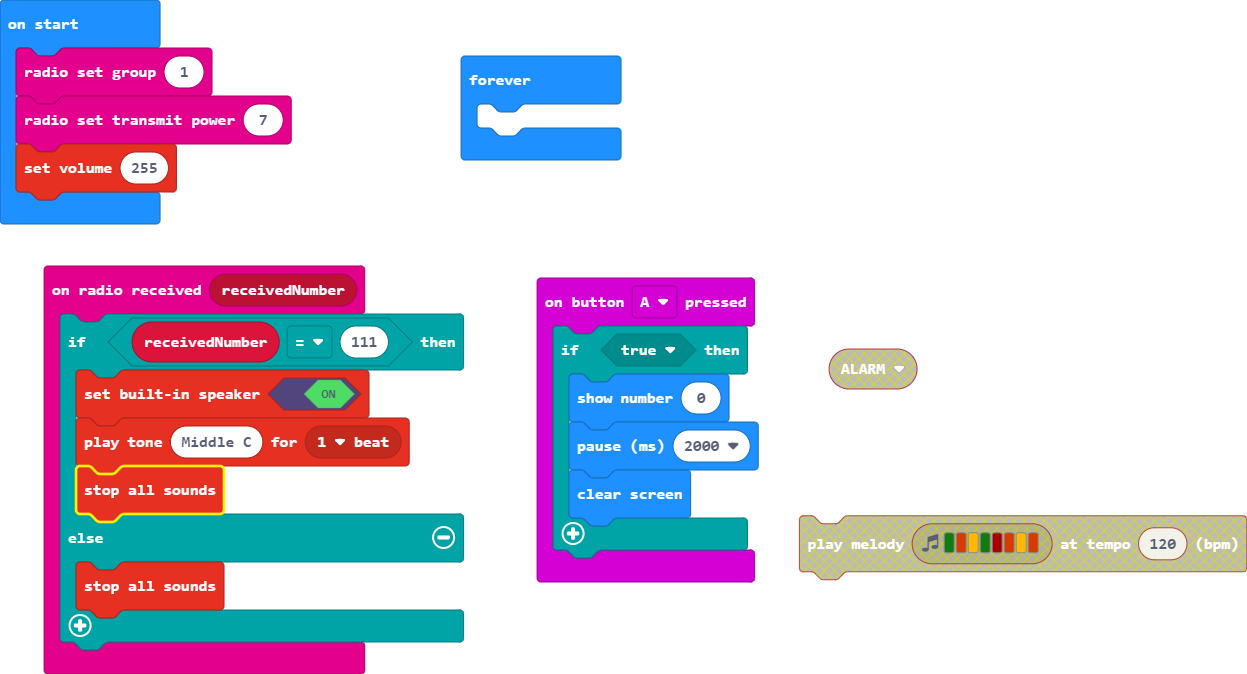 on start
radio set group 1
radio set transmit power 7
set volume 255
forever
on radio received receivedNumber
if receivedNumber = 111 then
set built-in speaker ON
play tone Middle C for 1 beat
stop all sounds
else
stop all sounds
on button A pressed
if true then
show number 0
pause (ms) 2000
clear screen
ALARM
play melody at tempo 120 (bpm)